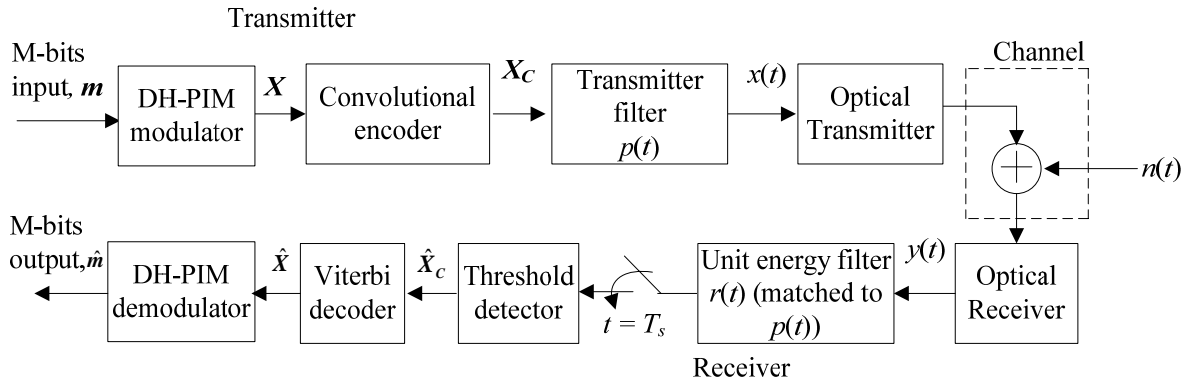 Transmitter
M-bits
input, m
DH-PIM
modulator
X
Convolutional
encoder
X_C
Transmitter
filter
p(t)
x(t)
Optical
Transmitter
Channel
n(t)
M-bits
output, m̂
DH-PIM
demodulator
X̂
Viterbi
decoder
X̂_C
Threshold
detector
t = T_s
Unit energy filter
r(t) (matched to
p(t))
y(t)
Optical
Receiver
Receiver